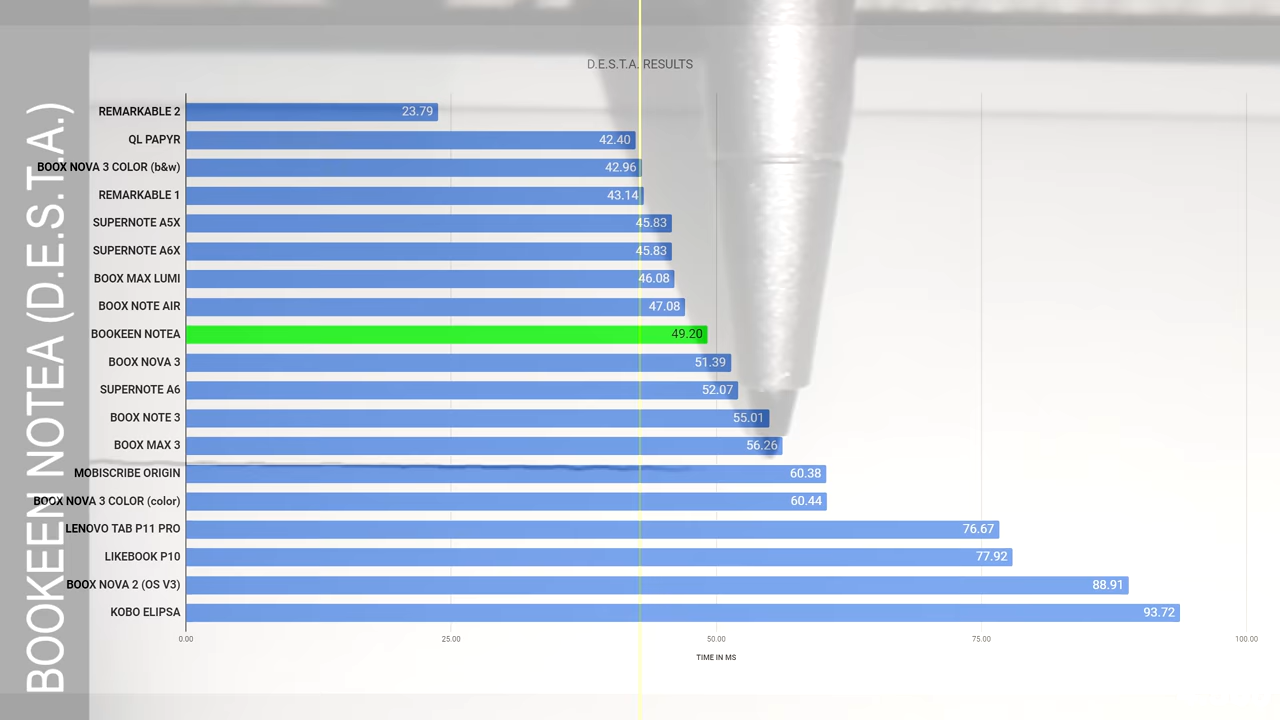 BOOKEEN NOTEA (D.E.S.T.A.)
D.E.S.T.A. RESULTS
REMARKABLE 2 23.79
QL PAPYR 42.40
BOOX NOVA 3 COLOR (b&w) 42.96
REMARKABLE 1 43.14
SUPERNOTE A5X 45.83
SUPERNOTE A6X 45.83
BOOX MAX LUMI 46.08
BOOX NOTE AIR 47.08
BOOKEEN NOTEA 49.20
BOOX NOVA 3 51.39
SUPERNOTE A6 52.07
BOOX NOTE 3 55.01
BOOX MAX 3 56.26
MOBISCRIBE ORIGIN 60.38
BOOX NOVA 3 COLOR (color) 60.44
LENOVO TAB P11 PRO 76.67
LIKEBOOK P10 77.92
BOOX NOVA 2 (OS V3) 88.91
KOBO ELIPSA 93.72
0.00 25.00 50.00 75.00 100.00
TIME IN MS